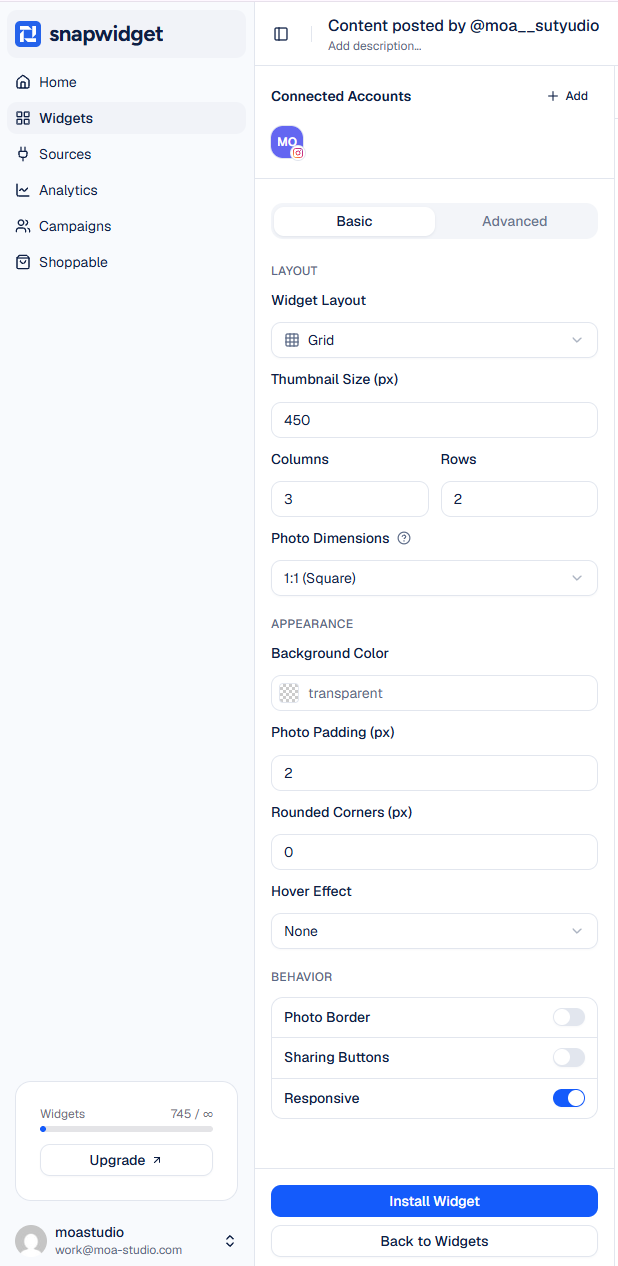 snapwidget
Home
Widgets
Sources
Analytics
Campaigns
Shoppable
Widgets 745 / ∞
Upgrade
moastudio
work@moa-studio.com
Content posted by @moa__sutyudio
Add description...
Connected Accounts
Add
MO
Basic Advanced
LAYOUT
Widget Layout
Grid
Thumbnail Size (px)
450
Columns Rows
3 2
Photo Dimensions
1:1 (Square)
APPEARANCE
Background Color
transparent
Photo Padding (px)
2
Rounded Corners (px)
0
Hover Effect
None
BEHAVIOR
Photo Border
Sharing Buttons
Responsive
Install Widget
Back to Widgets